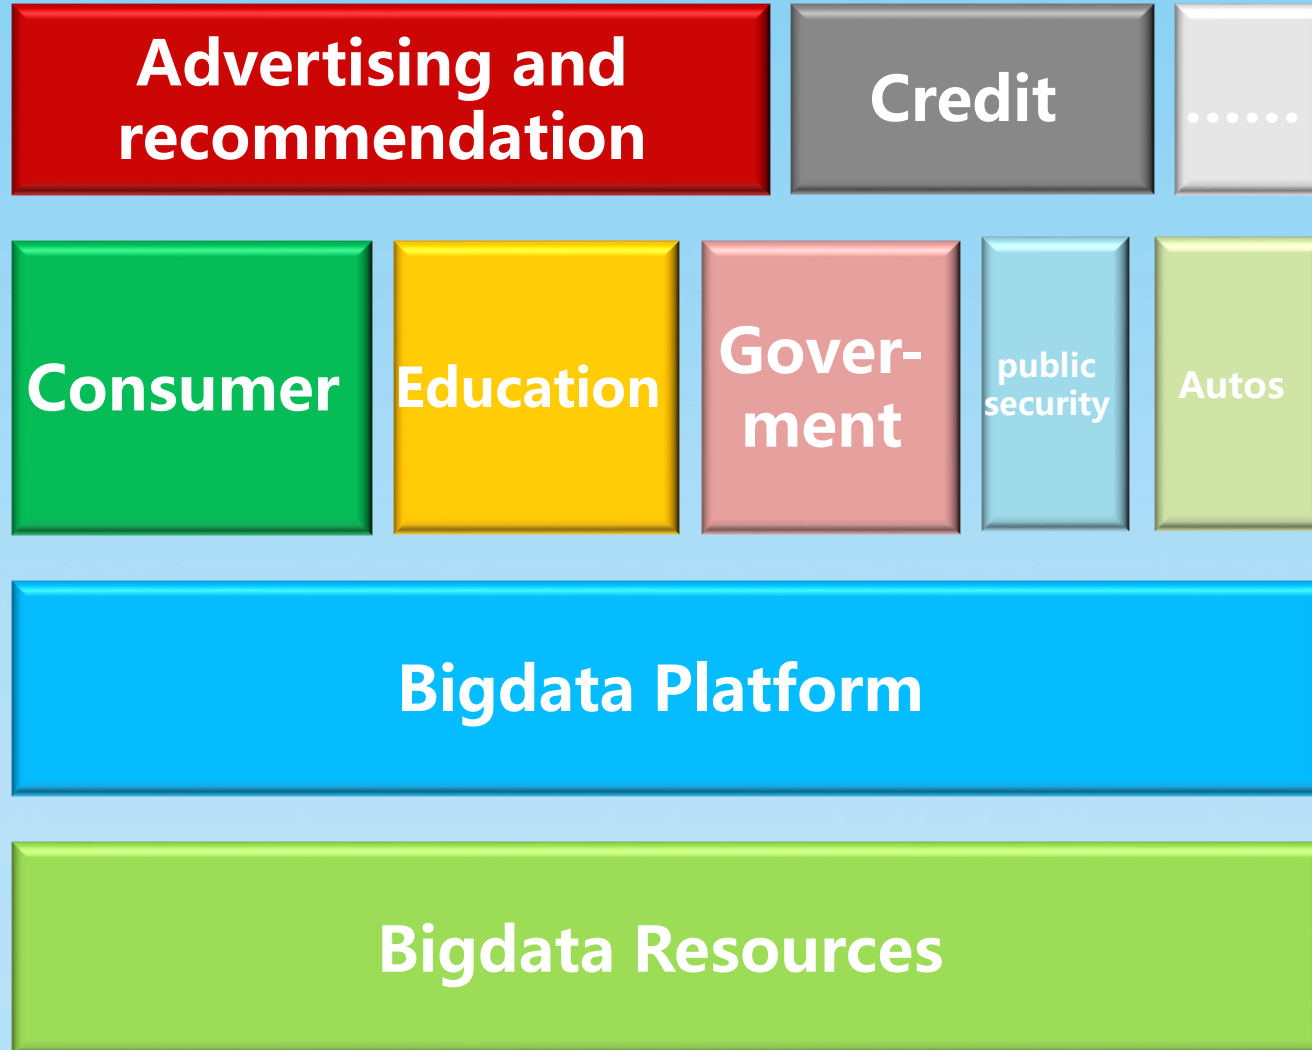 Advertising and
recommendation
Credit
......
Consumer
Education
Gover-
ment
public
security
Autos
Bigdata Platform
Bigdata Resources